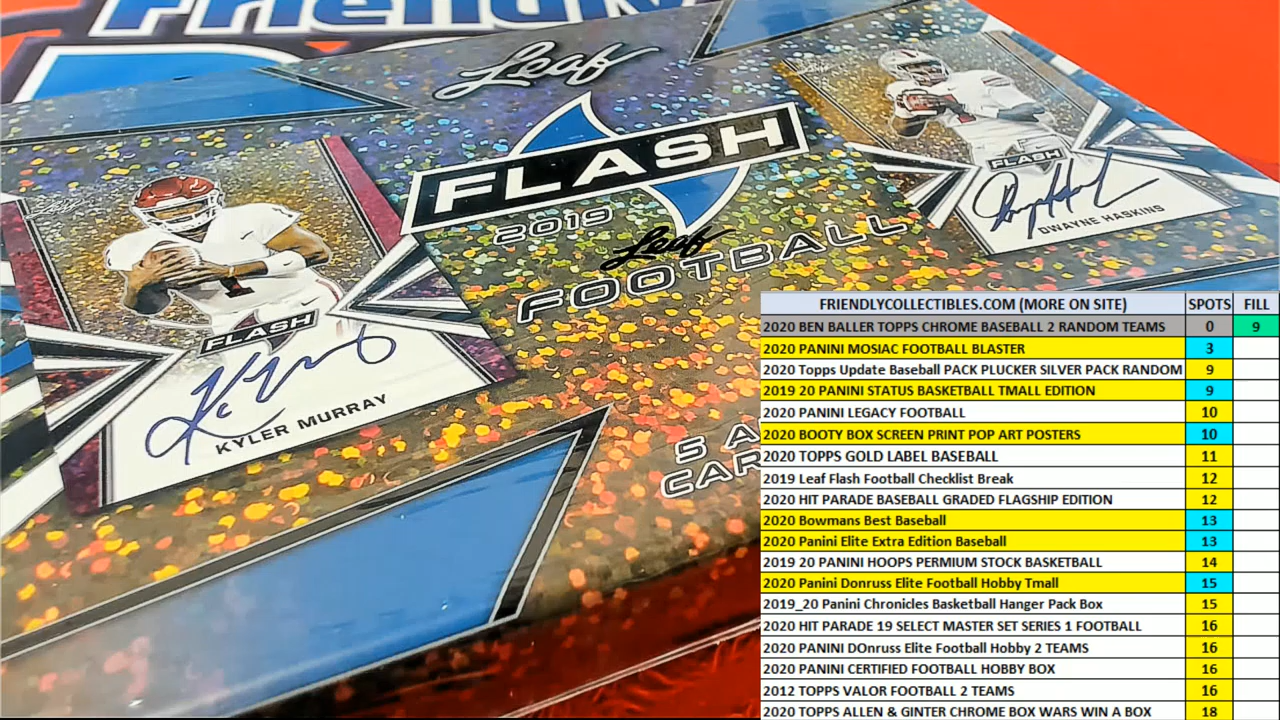 Friendly
Leaf
FLASH
2019
Leaf
FOOTBALL
5 A
CAR
Leaf
FLASH
KYLER MURRAY
FLASH
DWAYNE HASKINS
FRIENDLYCOLLECTIBLES.COM (MORE ON SITE) SPOTS FILL
2020 BEN BALLER TOPPS CHROME BASEBALL 2 RANDOM TEAMS 0 9
2020 PANINI MOSIAC FOOTBALL BLASTER 3
2020 Topps Update Baseball PACK PLUCKER SILVER PACK RANDOM 9
2019 20 PANINI STATUS BASKETBALL TMALL EDITION 9
2020 PANINI LEGACY FOOTBALL 10
2020 BOOTY BOX SCREEN PRINT POP ART POSTERS 10
2020 TOPPS GOLD LABEL BASEBALL 11
2019 Leaf Flash Football Checklist Break 12
2020 HIT PARADE BASEBALL GRADED FLAGSHIP EDITION 12
2020 Bowmans Best Baseball 13
2020 Panini Elite Extra Edition Baseball 13
2019 20 PANINI HOOPS PERMIUM STOCK BASKETBALL 14
2020 Panini Donruss Elite Football Hobby Tmall 15
2019_20 Panini Chronicles Basketball Hanger Pack Box 15
2020 HIT PARADE 19 SELECT MASTER SET SERIES 1 FOOTBALL 16
2020 PANINI DOnruss Elite Football Hobby 2 TEAMS 16
2020 PANINI CERTIFIED FOOTBALL HOBBY BOX 16
2012 TOPPS VALOR FOOTBALL 2 TEAMS 16
2020 TOPPS ALLEN & GINTER CHROME BOX WARS WIN A BOX 18